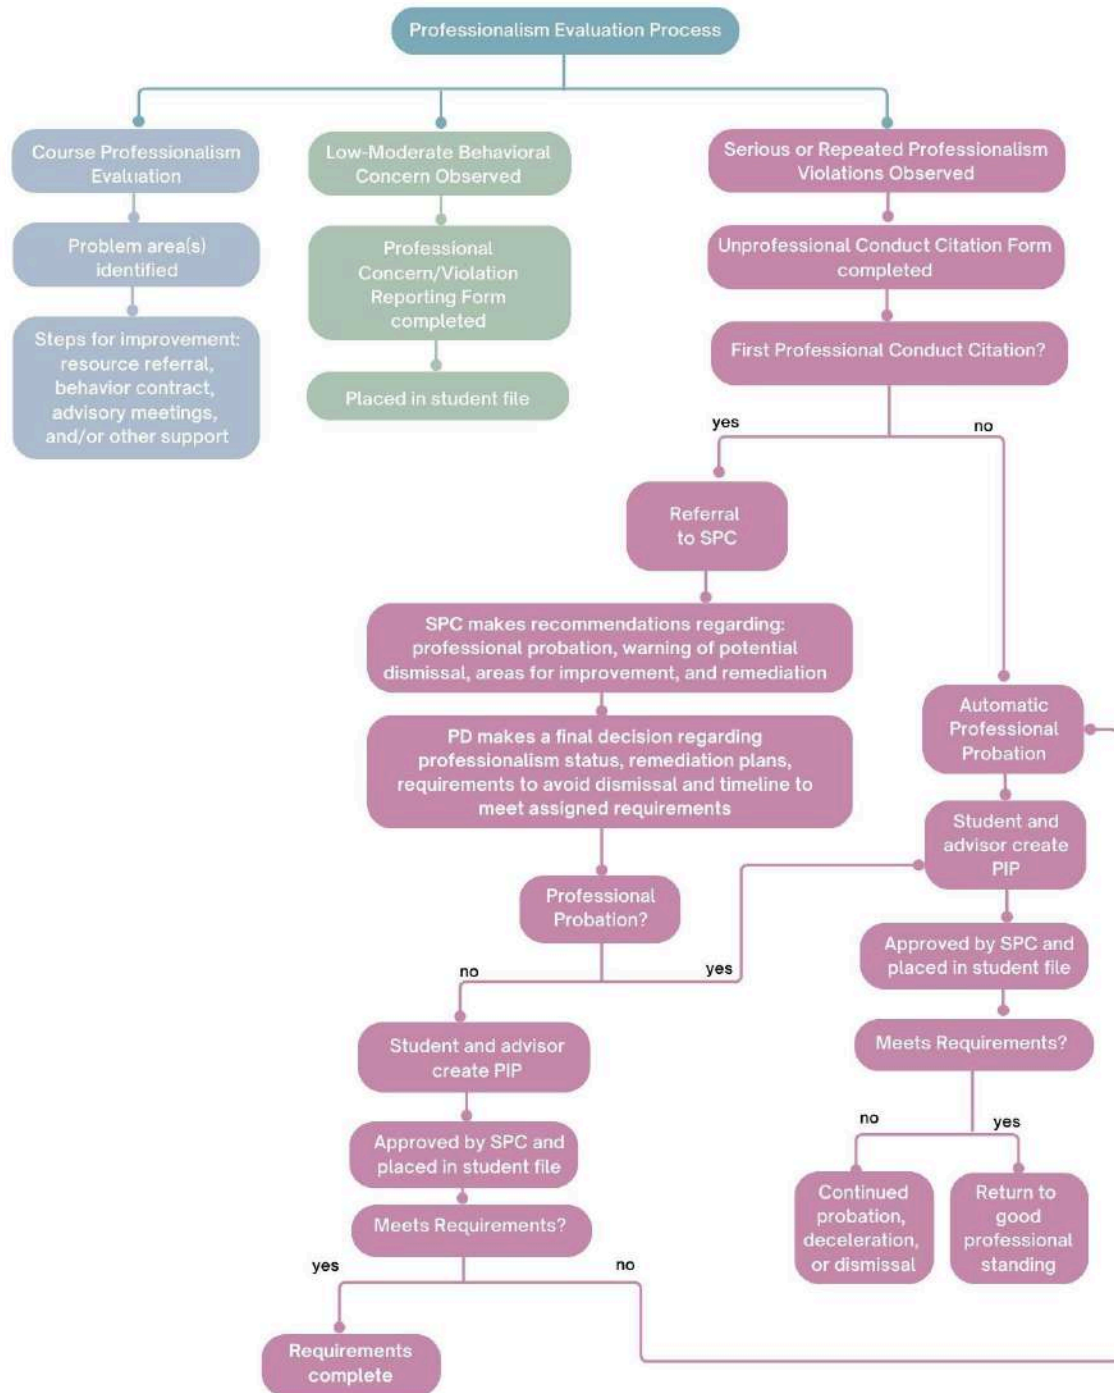 Professionalism Evaluation Process
Course Professionalism
Evaluation
Problem area(s)
identified
Steps for improvement:
resource referral,
behavior contract,
advisory meetings,
and/or other support
Low-Moderate Behavioral
Concern Observed
Professional
Concern/Violation
Reporting Form
completed
Placed in student file
Serious or Repeated Professionalism
Violations Observed
Unprofessional Conduct Citation Form
completed
First Professional Conduct Citation?
yes
no
Referral
to SPC
SPC makes recommendations regarding:
professional probation, warning of potential
dismissal, areas for improvement, and remediation
PD makes a final decision regarding
professionalism status, remediation plans,
requirements to avoid dismissal and timeline to
meet assigned requirements
Professional
Probation?
no
yes
Student and advisor
create PIP
Approved by SPC and
placed in student file
Meets Requirements?
yes
no
Requirements
complete
Automatic
Professional
Probation
Student and
advisor create
PIP
Approved by SPC and
placed in student file
Meets Requirements?
no
yes
Continued
probation,
deceleration,
or dismissal
Return to
good
professional
standing